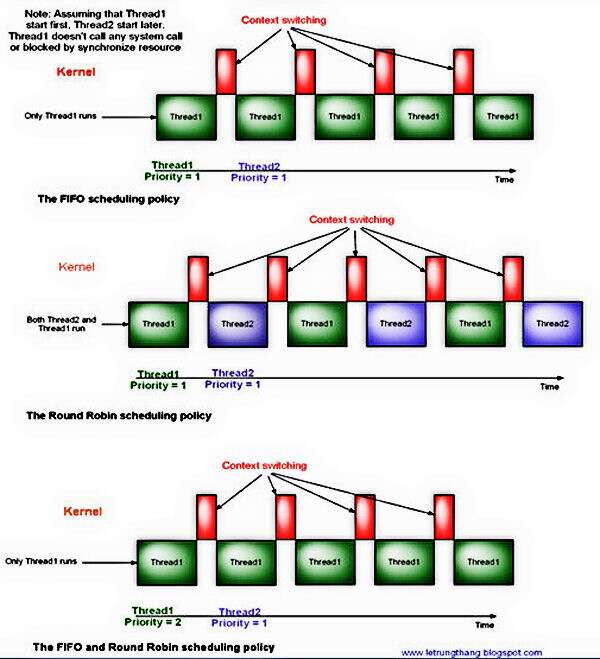 Note: Assuming that Thread1
start first, Thread2 start later.
Thread1 doesn't call any system call
or blocked by synchronize resource
Context switching
Kernel
Only Thread1 runs
Thread1
Thread1
Thread1
Thread1
Thread1
Thread1
Priority = 1
Thread2
Priority = 1
Time
The FIFO scheduling policy
Context switching
Kernel
Both Thread2 and
Thread1 run
Thread1
Thread2
Thread1
Thread2
Thread1
Thread2
Thread1
Priority = 1
Thread2
Priority = 1
Time
The Round Robin scheduling policy
Context switching
Kernel
Only Thread1 runs
Thread1
Thread1
Thread1
Thread1
Thread1
Thread1
Priority = 2
Thread2
Priority = 1
Time
The FIFO and Round Robin scheduling policy
www.letrungthang.blogspot.com